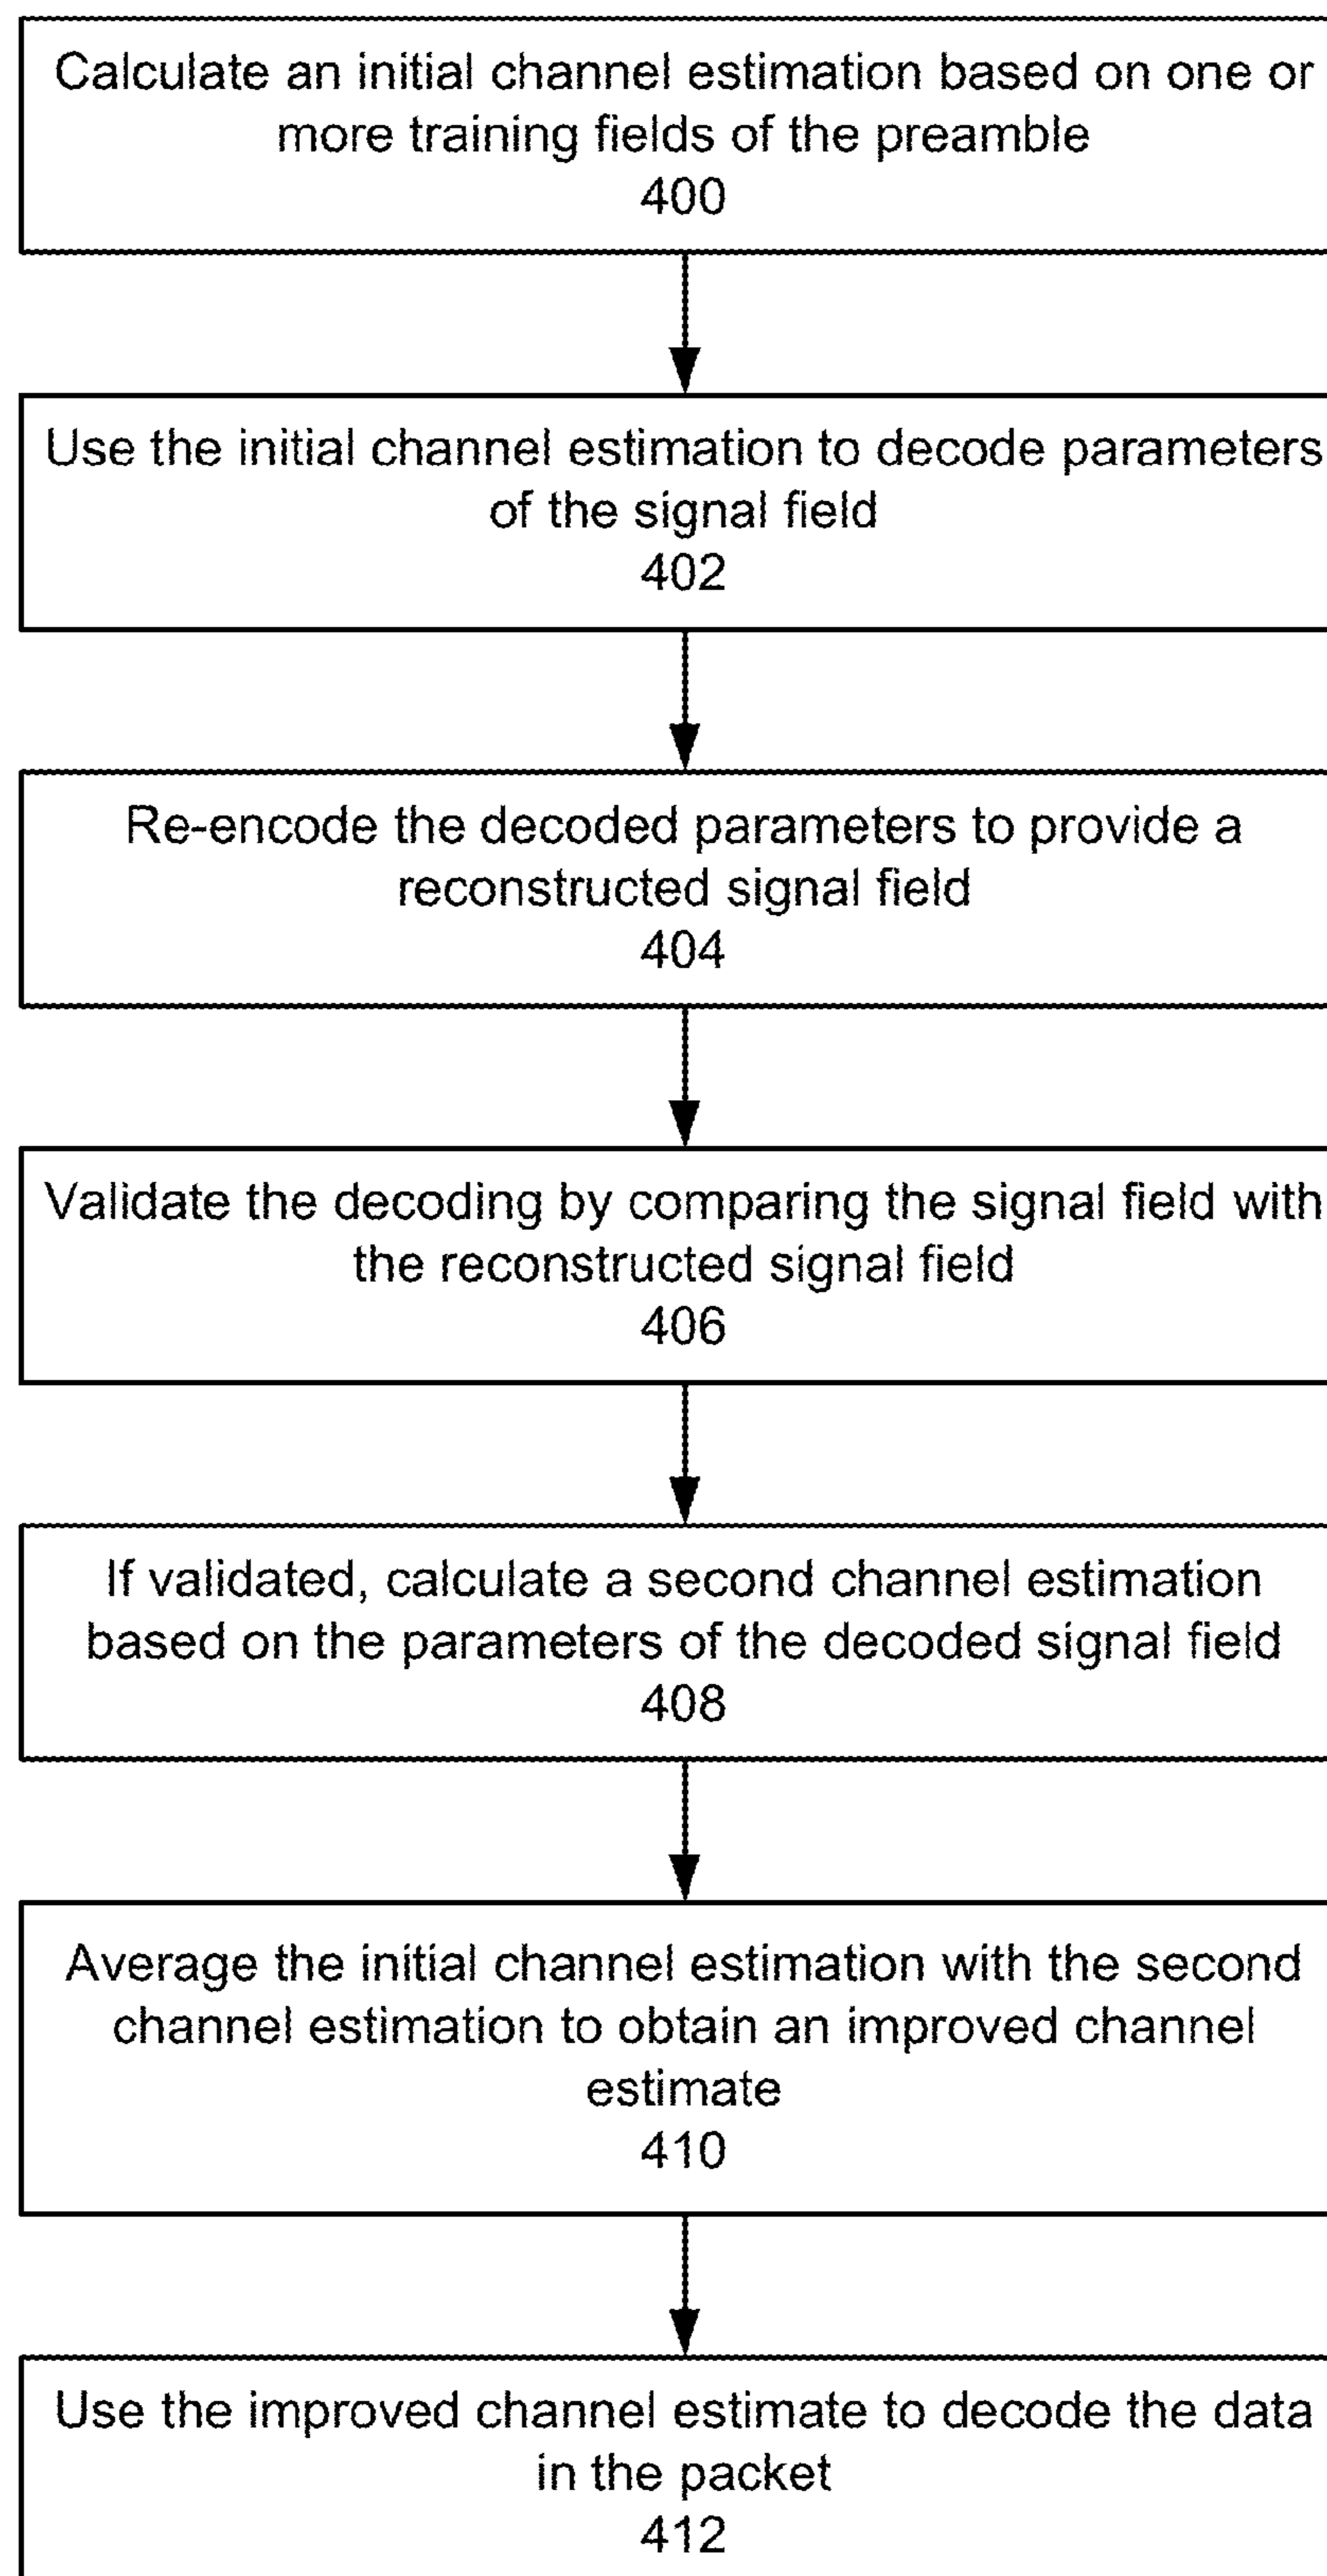 Calculate an initial channel estimation based on one or
more training fields of the preamble
400
Use the initial channel estimation to decode parameters
of the signal field
402
Re-encode the decoded parameters to provide a
reconstructed signal field
404
Validate the decoding by comparing the signal field with
the reconstructed signal field
406
If validated, calculate a second channel estimation
based on the parameters of the decoded signal field
408
Average the initial channel estimation with the second
channel estimation to obtain an improved channel
estimate
410
Use the improved channel estimate to decode the data
in the packet
412